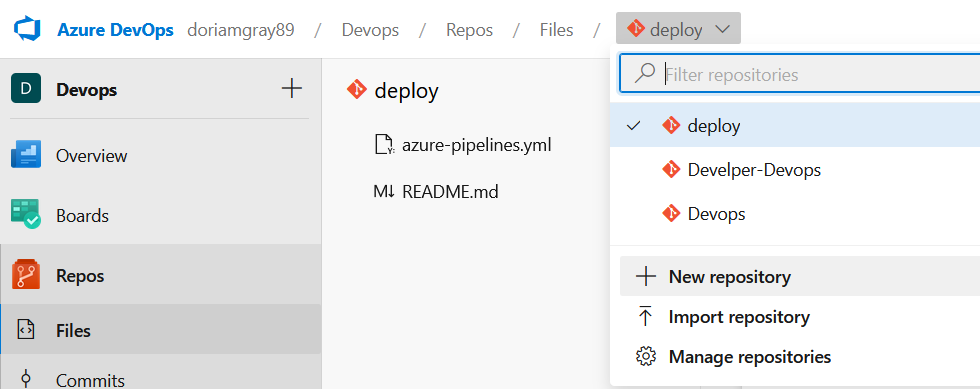 Azure DevOps doriamgray89 / Devops / Repos / Files / deploy
Filter repositories
D Devops
deploy
deploy
azure-pipelines.yml
Overview
Develper-Devops
README.md
Boards
Devops
Repos
New repository
Import repository
Files
Manage repositories
Commits